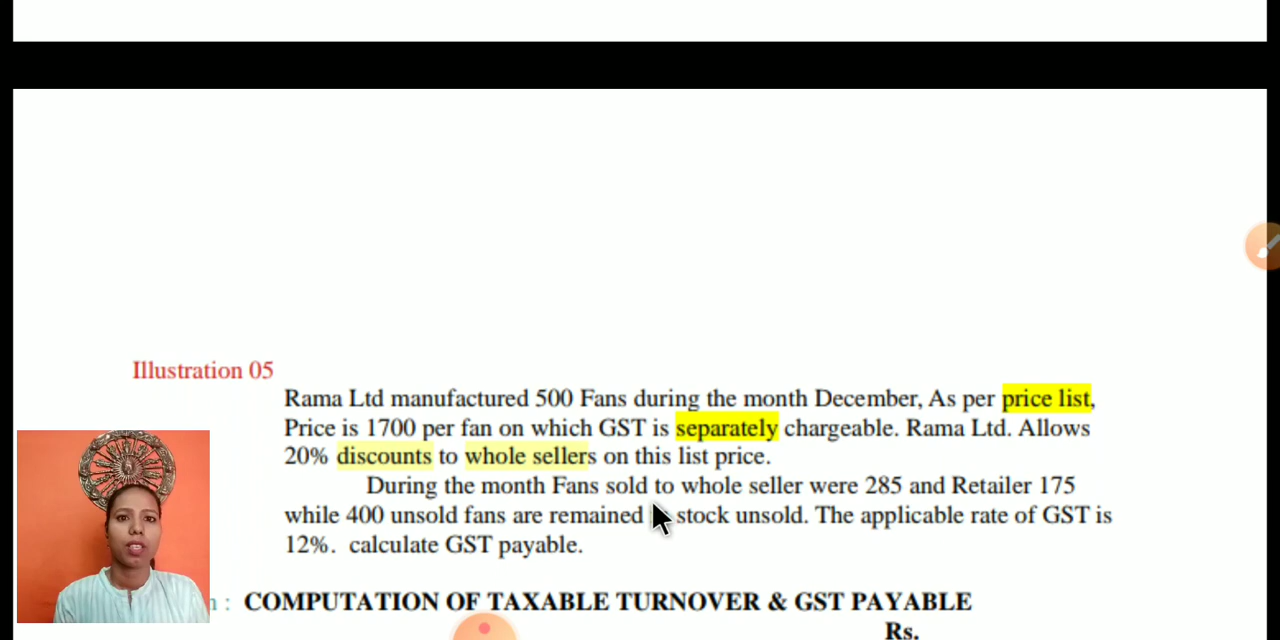 Illustration 05
Rama Ltd manufactured 500 Fans during the month December, As per price list,
Price is 1700 per fan on which GST is separately chargeable. Rama Ltd. Allows
20% discounts to whole sellers on this list price.
During the month Fans sold to whole seller were 285 and Retailer 175
while 400 unsold fans are remained stock unsold. The applicable rate of GST is
12%. calculate GST payable.
: COMPUTATION OF TAXABLE TURNOVER & GST PAYABLE
Rs.